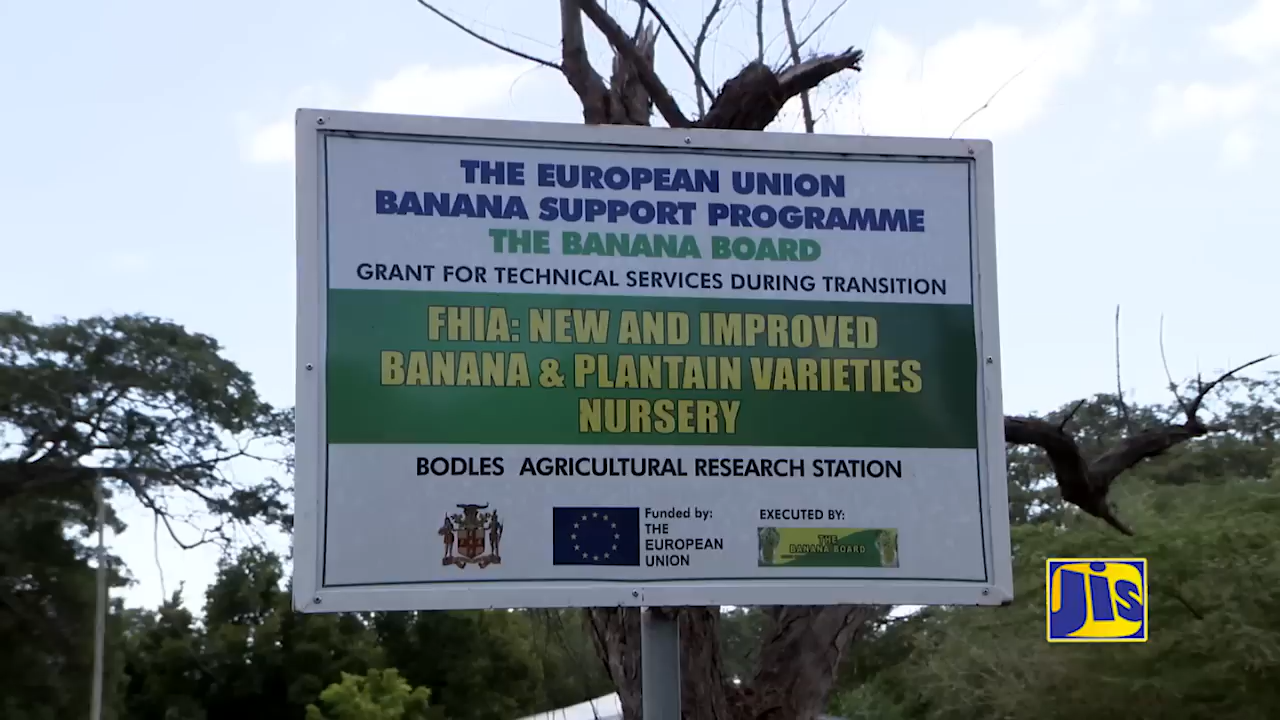 THE EUROPEAN UNION
BANANA SUPPORT PROGRAMME
THE BANANA BOARD
GRANT FOR TECHNICAL SERVICES DURING TRANSITION
FHIA: NEW AND IMPROVED
BANANA & PLANTAIN VARIETIES
NURSERY
BODLES AGRICULTURAL RESEARCH STATION
Funded by:
THE
EUROPEAN
UNION
EXECUTED BY:
THE
BANANA BOARD
Jis